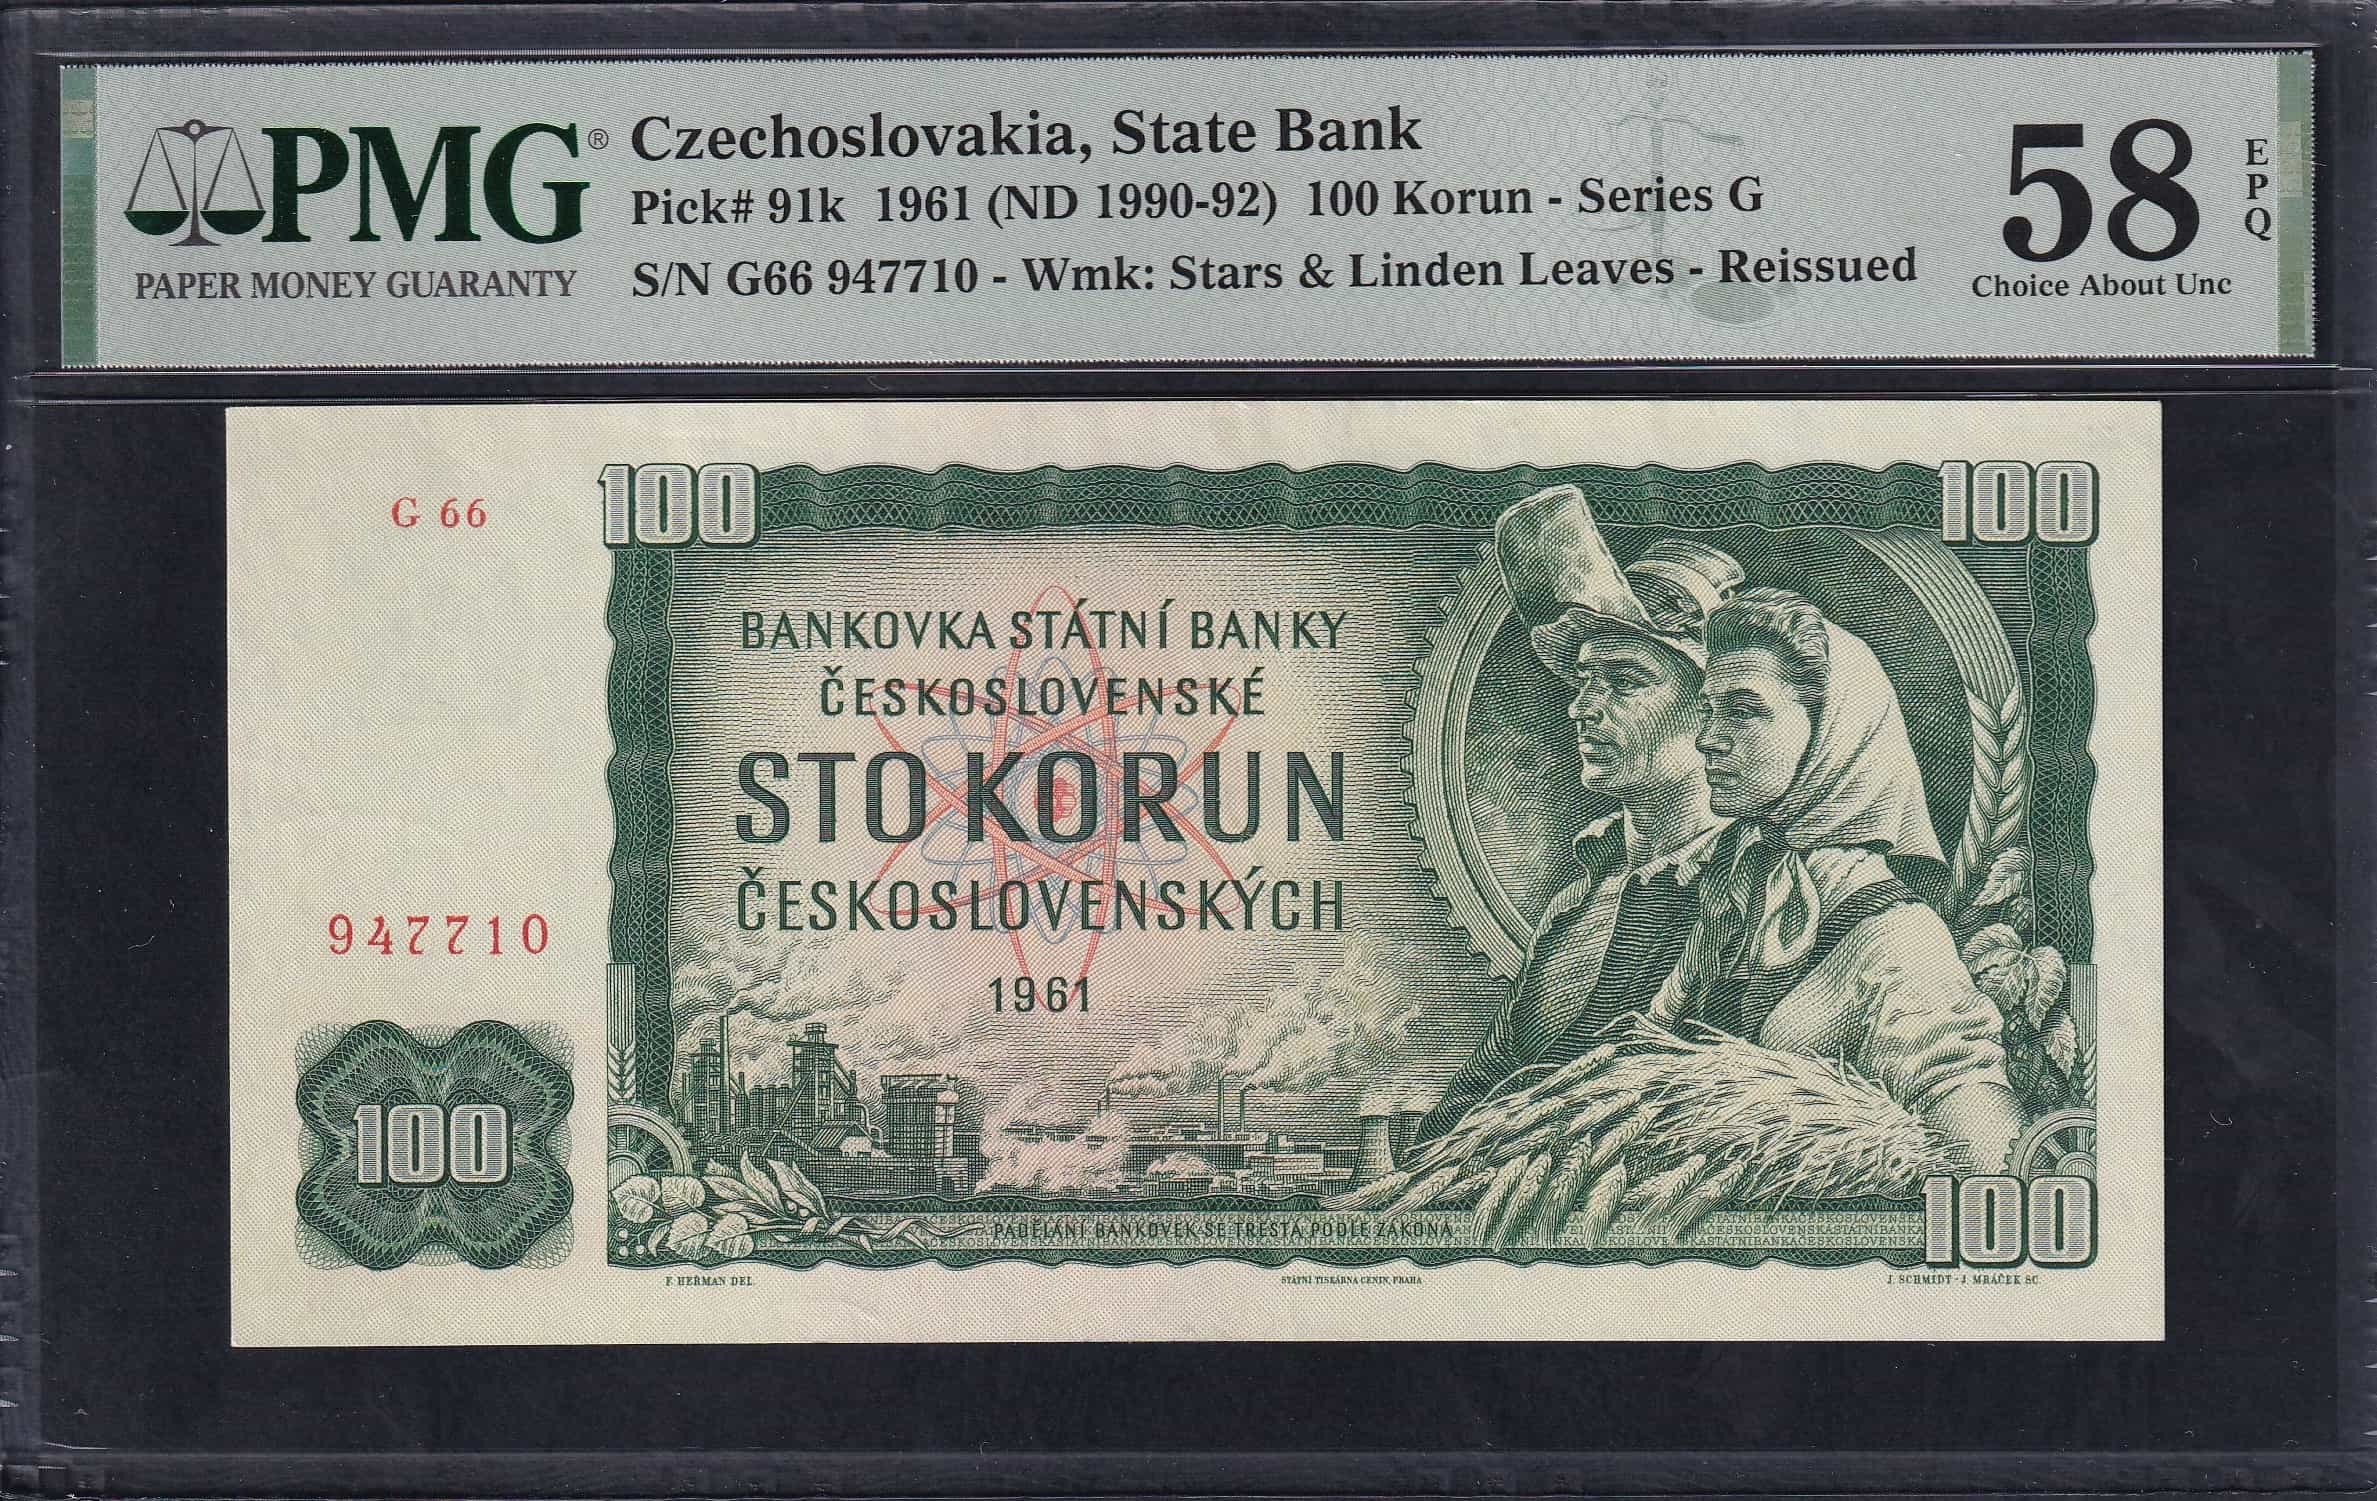 PMG®
PAPER MONEY GUARANTY
Czechoslovakia, State Bank
Pick# 91k 1961 (ND 1990-92) 100 Korun - Series G
S/N G66 947710 - Wmk: Stars & Linden Leaves - Reissued
58
EPQ
Choice About Unc
G 66
100
100
BANKOVKA STÁTNÍ BANKY
ČESKOSLOVENSKÉ
STO KORUN
ČESKOSLOVENSKÝCH
1961
947710
100
100
PADĚLÁNÍ BANKOVEK SE TRESTÁ PODLE ZÁKONA
F. HEŘMAN DEL.
STÁTNÍ TISKÁRNA CENIN, PRAHA
J. SCHMIDT - J. MRÁČEK SC.